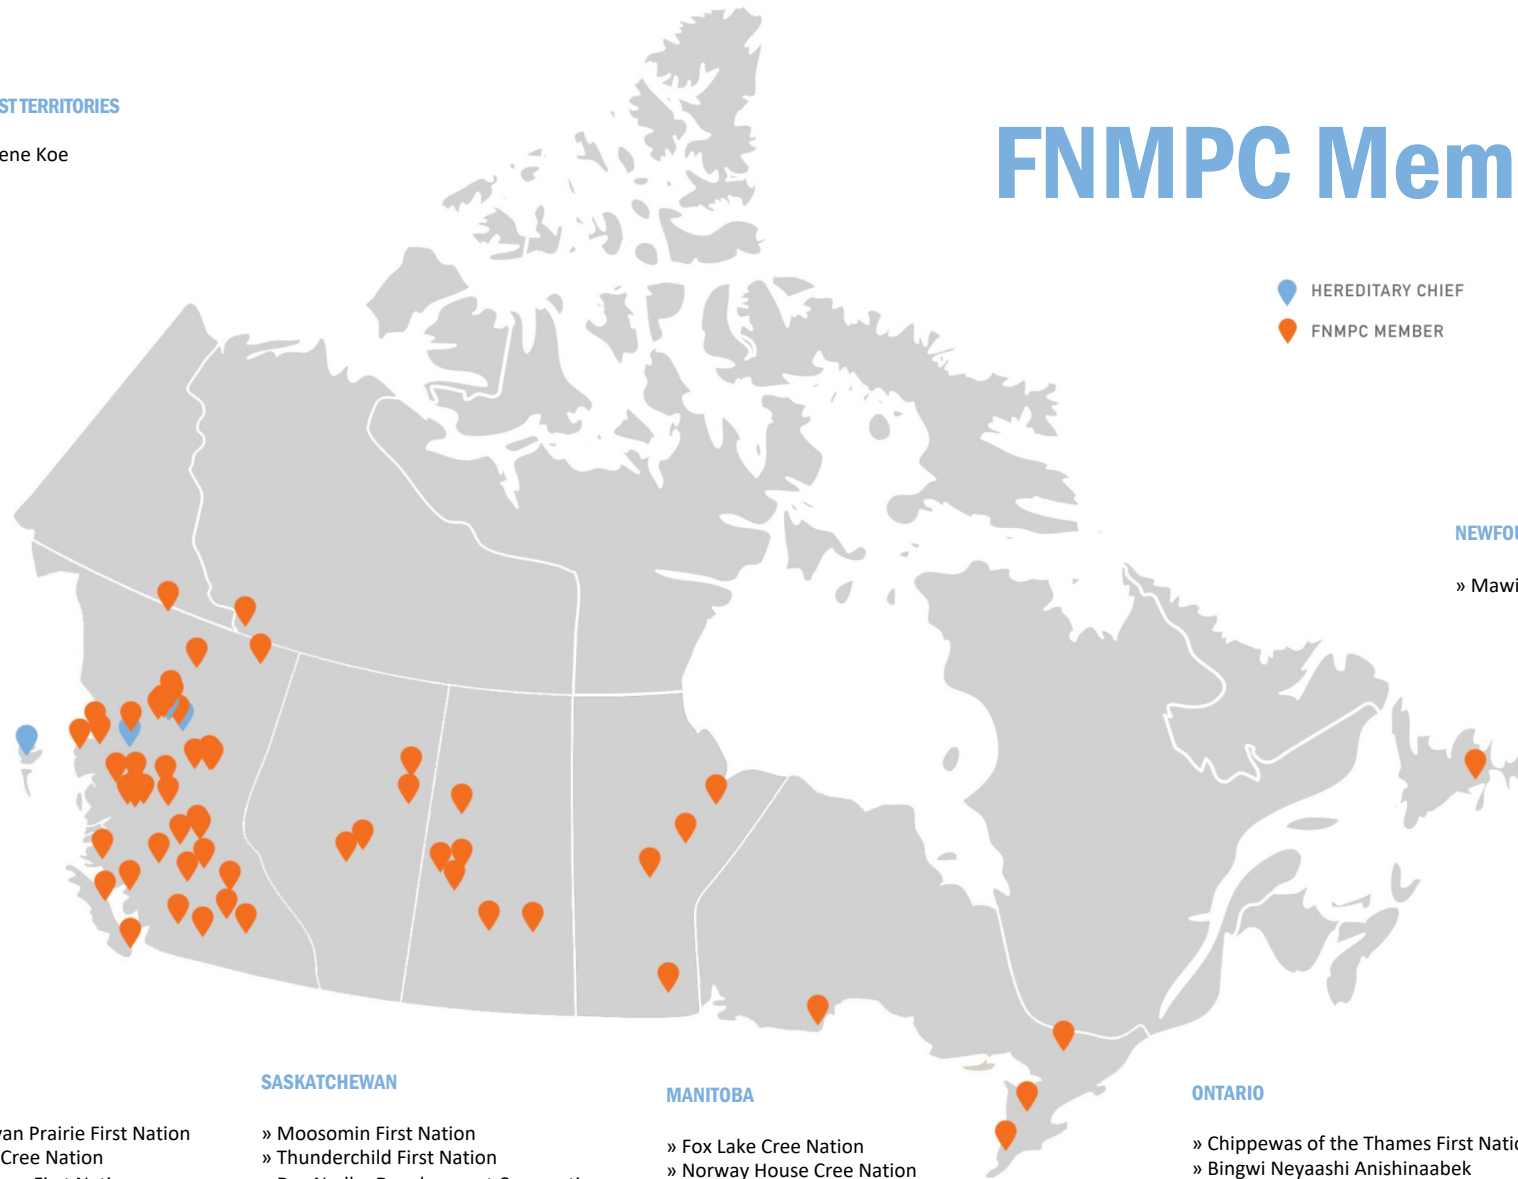 ST TERRITORIES
ene Koe
FNMPC Mem
HEREDITARY CHIEF
FNMPC MEMBER
NEWFOU
» Mawi
van Prairie First Nation
Cree Nation
SASKATCHEWAN
» Moosomin First Nation
» Thunderchild First Nation
MANITOBA
» Fox Lake Cree Nation
» Norway House Cree Nation
ONTARIO
» Chippewas of the Thames First Natio
» Bingwi Neyaashi Anishinaabek